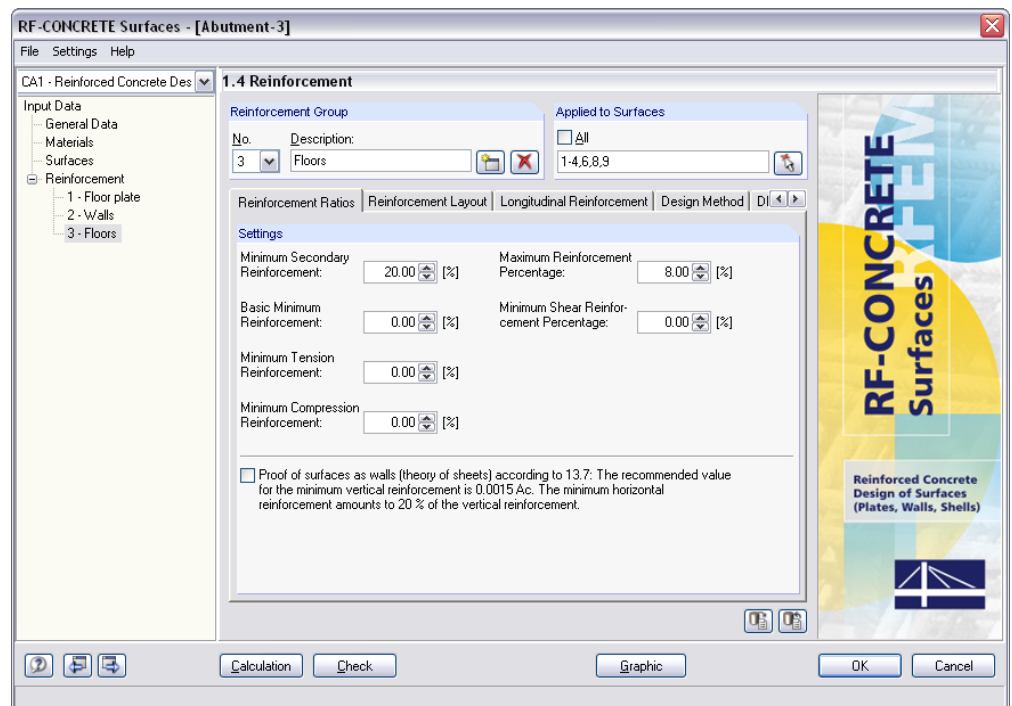 RF-CONCRETE Surfaces - [Abutment-3]
File Settings Help
CA1 - Reinforced Concrete Des
1.4 Reinforcement
Input Data
General Data
Materials
Surfaces
Reinforcement
1 - Floor plate
2 - Walls
3 - Floors
Reinforcement Group
No. Description:
3 Floors
Applied to Surfaces
All
1-4,6,8,9
Reinforcement Ratios Reinforcement Layout Longitudinal Reinforcement Design Method DI
Settings
Minimum Secondary
Reinforcement: 20.00 [%]
Basic Minimum
Reinforcement: 0.00 [%]
Minimum Tension
Reinforcement: 0.00 [%]
Minimum Compression
Reinforcement: 0.00 [%]
Maximum Reinforcement
Percentage: 8.00 [%]
Minimum Shear Reinfor-
cement Percentage: 0.00 [%]
Proof of surfaces as walls (theory of sheets) according to 13.7: The recommended value
for the minimum vertical reinforcement is 0.0015 Ac. The minimum horizontal
reinforcement amounts to 20 % of the vertical reinforcement.
RFEM
RF-CONCRETE
Surfaces
Reinforced Concrete
Design of Surfaces
(Plates, Walls, Shells)
Calculation Check Graphic OK Cancel